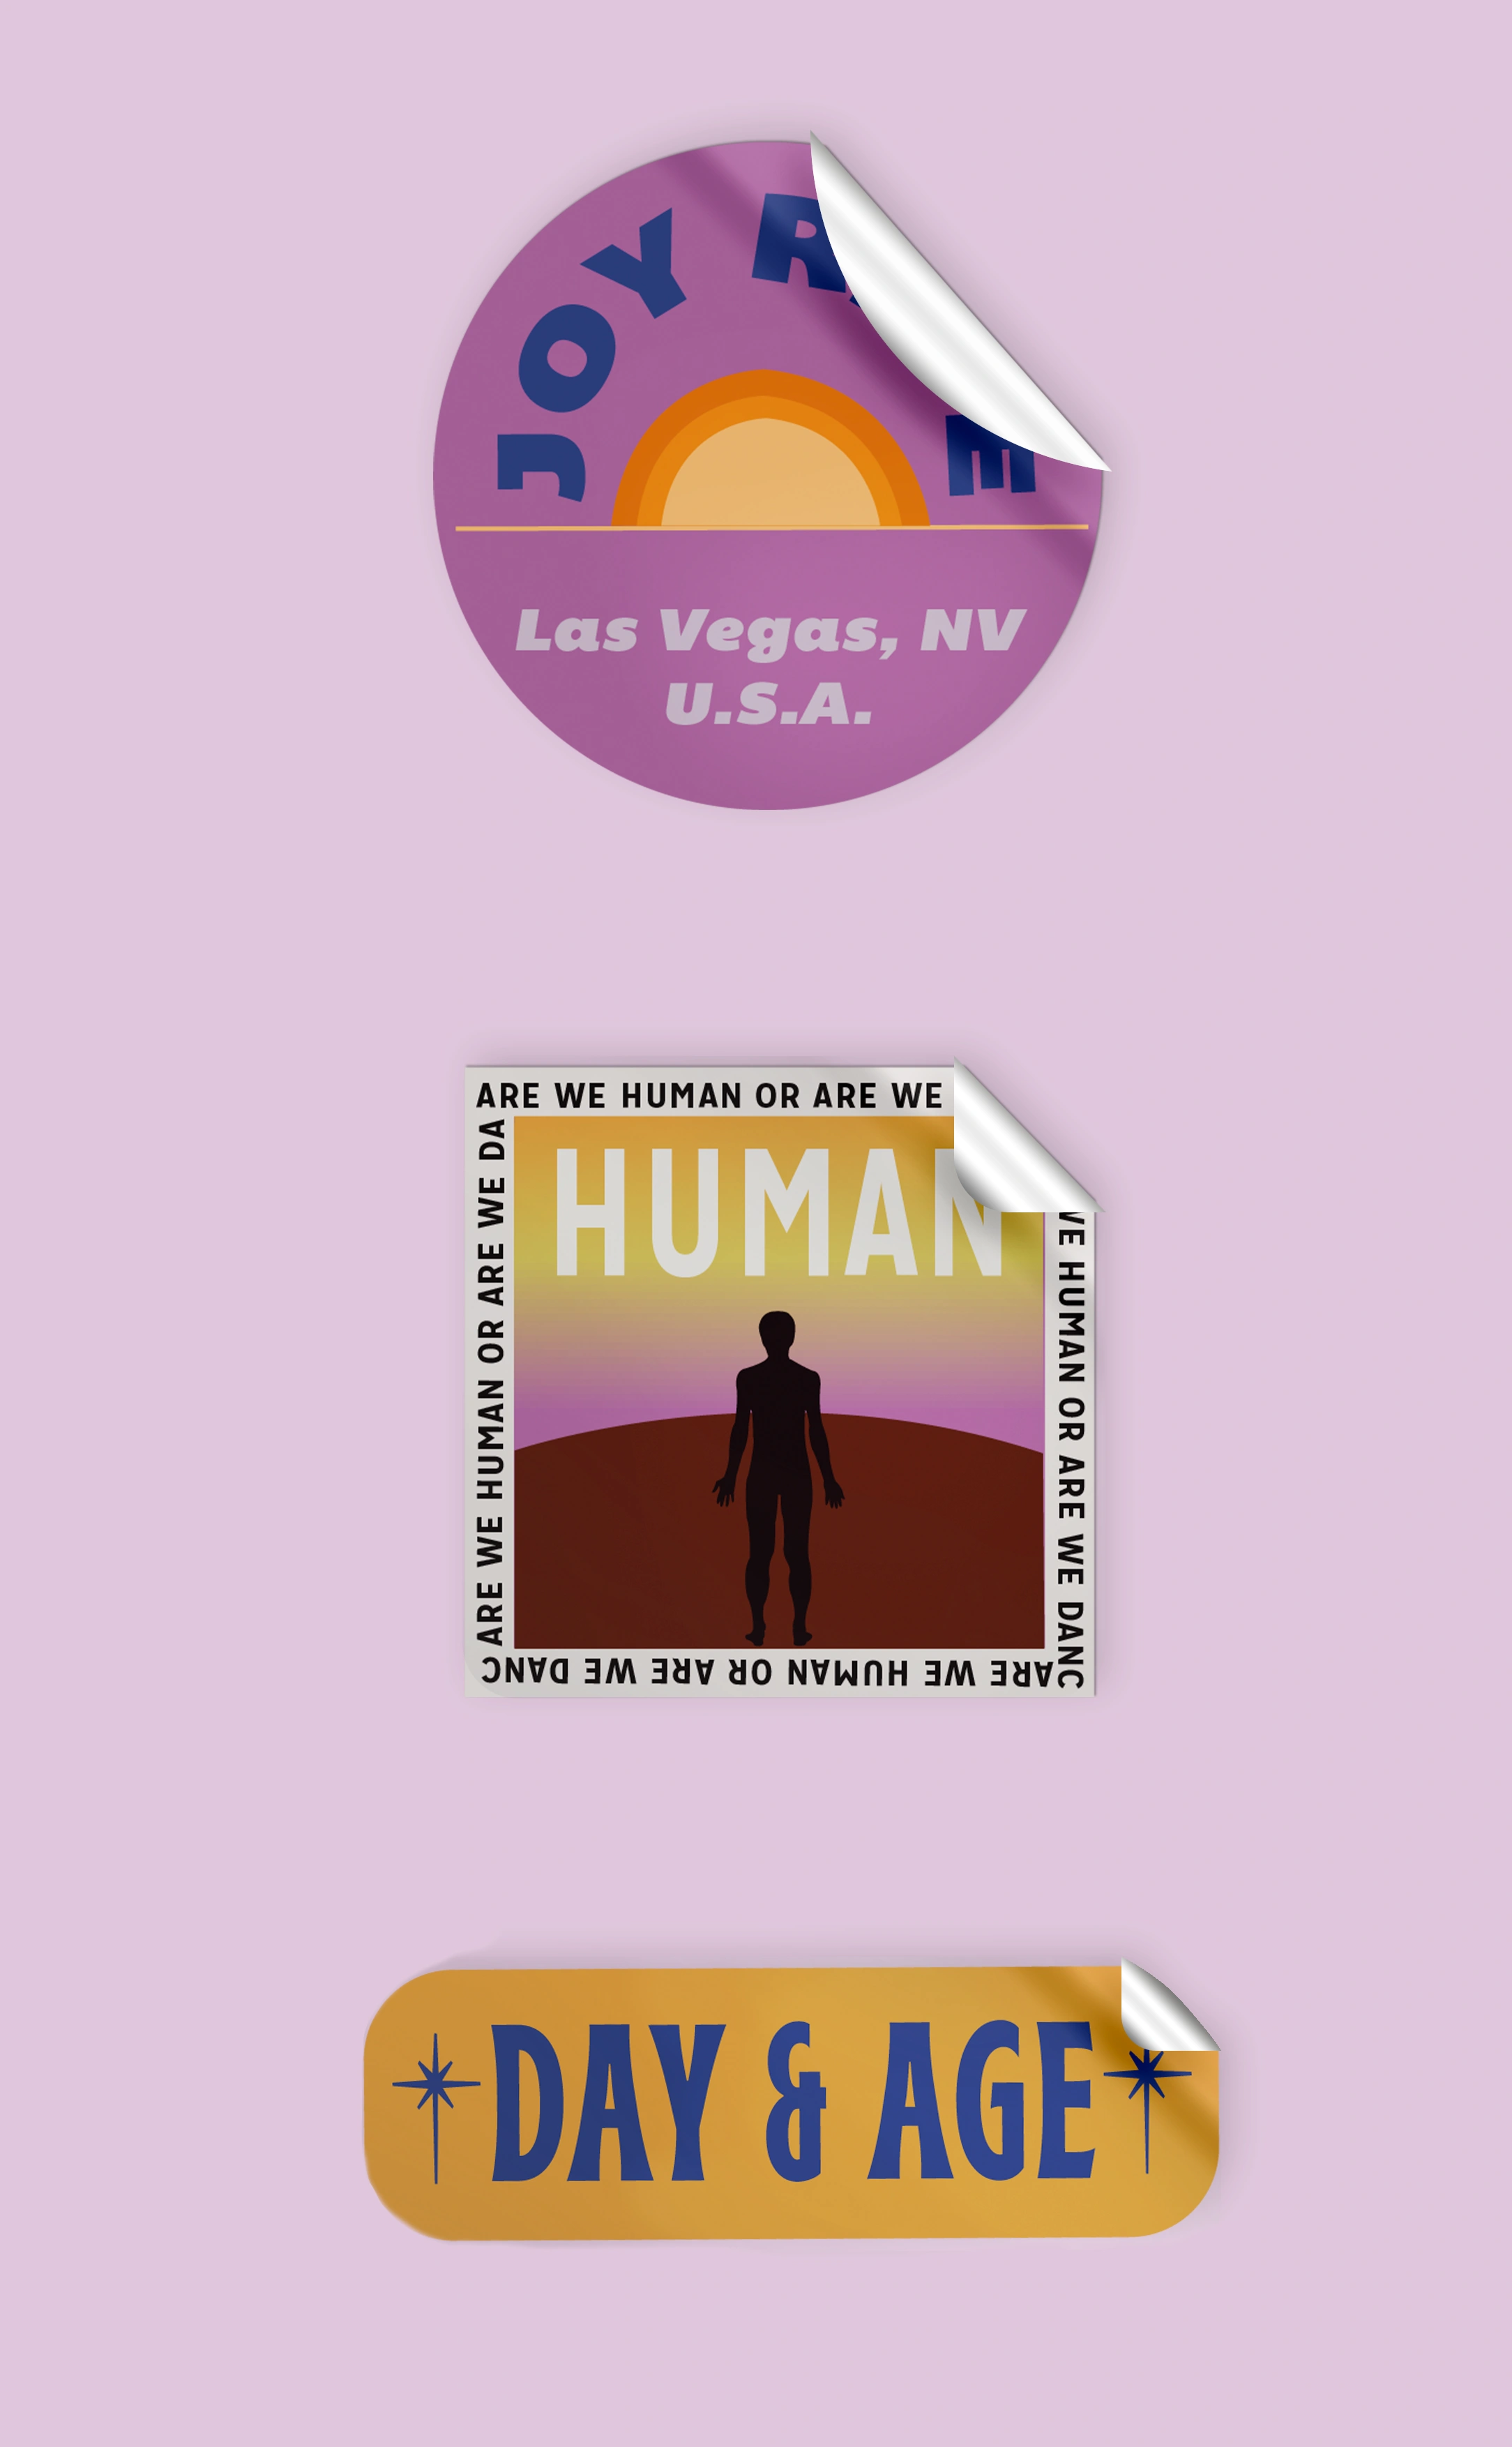 JOY R E
Las Vegas, NV
U.S.A.
ARE WE HUMAN OR ARE WE
HUMAN
ARE WE HUMAN OR ARE WE DA
WE HUMAN OR ARE WE DANC
ARE WE HUMAN OR ARE WE DANC
DAY & AGE